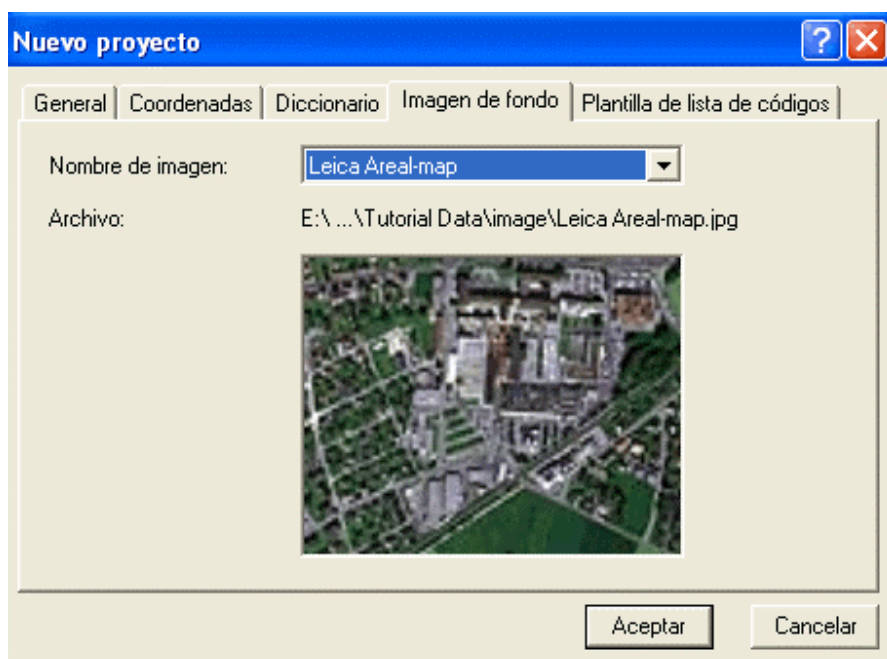 Nuevo proyecto
General Coordenadas Diccionario Imagen de fondo Plantilla de lista de códigos
Nombre de imagen: Leica Areal-map
Archivo: E:\ ...\Tutorial Data\image\Leica Areal-map.jpg
Aceptar Cancelar